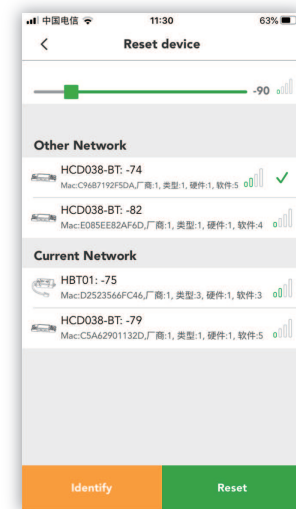 中国电信 11:30 63%
Reset device
-90
Other Network
HCD038-BT: -74
Mac:C96B7192F5DA,厂商:1, 类型:1, 硬件:1, 软件:5
HCD038-BT: -82
Mac:E085EE82AF6D,厂商:1, 类型:1, 硬件:1, 软件:4
Current Network
HBT01: -75
Mac:D2523566FC46,厂商:1, 类型:3, 硬件:1, 软件:3
HCD038-BT: -79
Mac:C5A62901132D,厂商:1, 类型:1, 硬件:1, 软件:5
Identify Reset